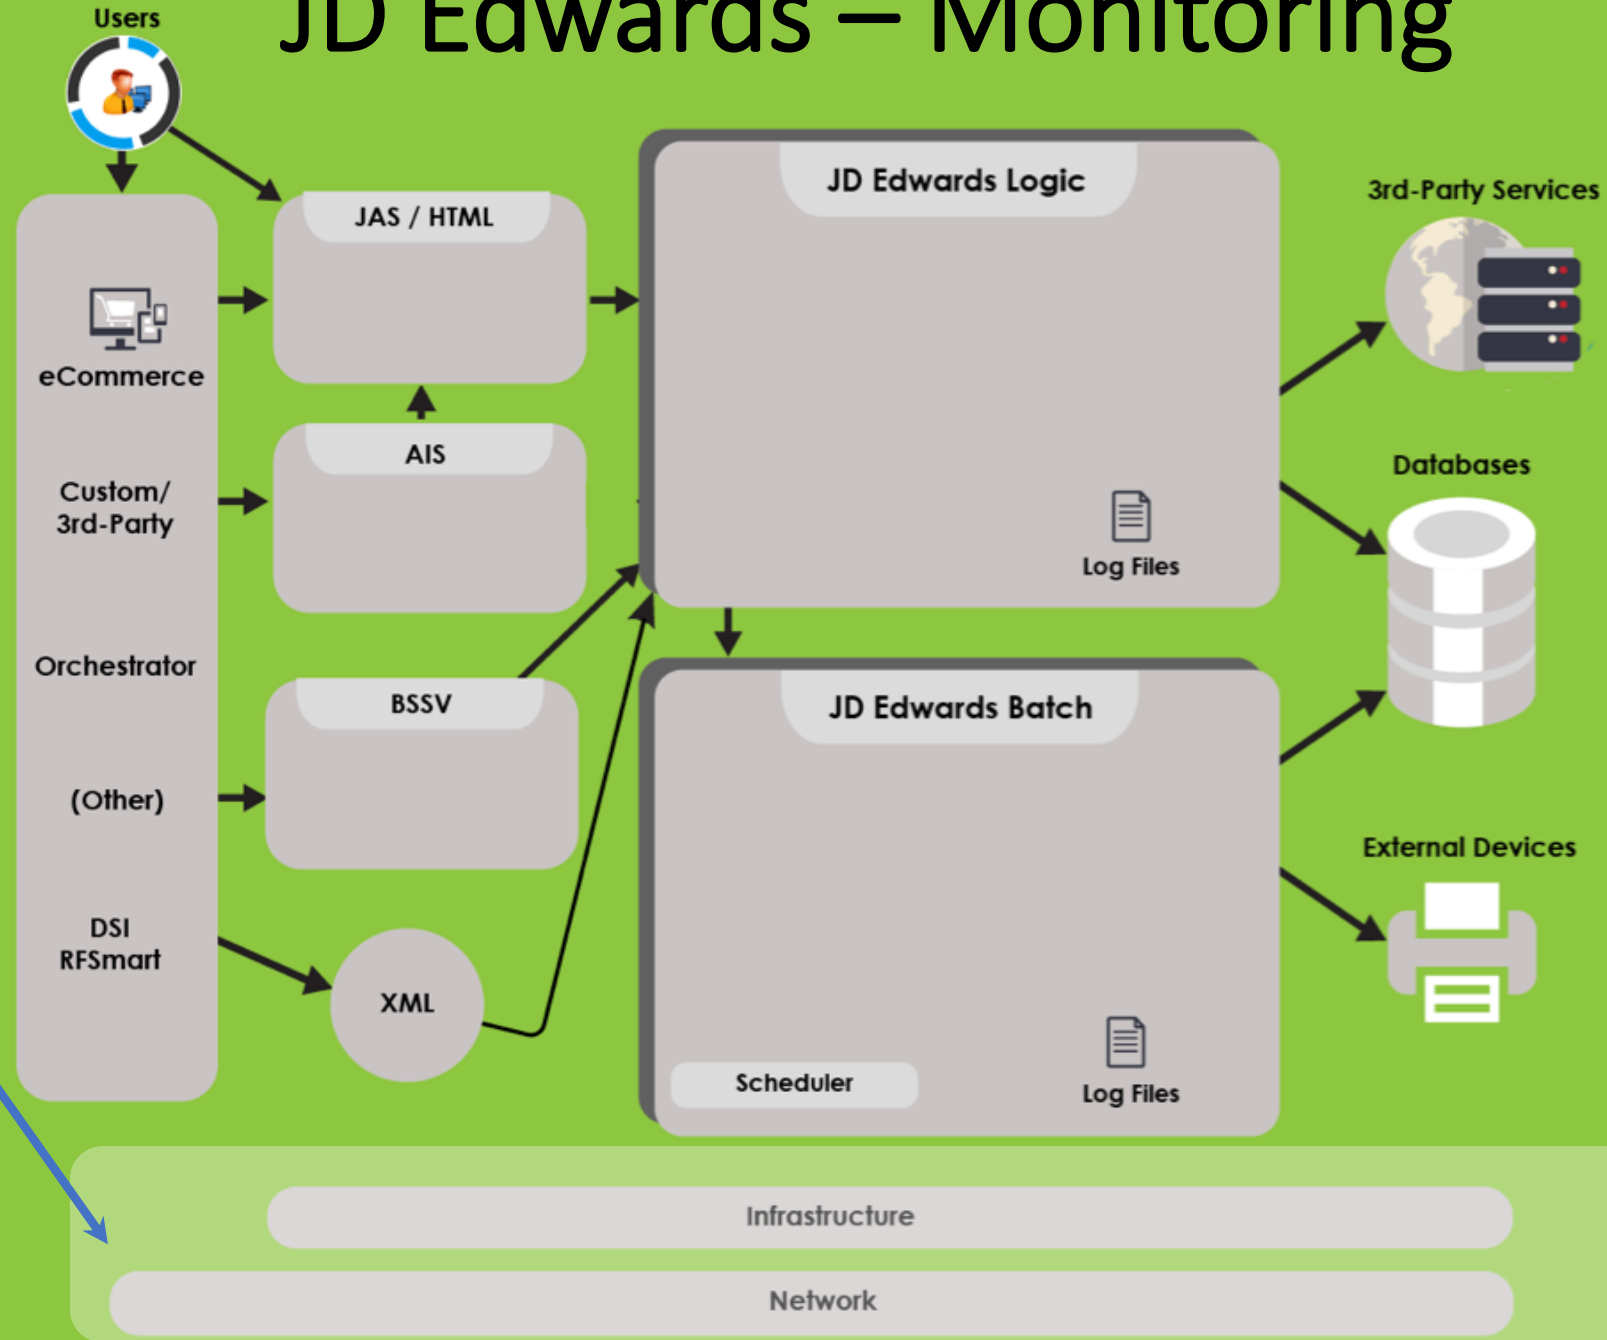 JD Edwards – Monitoring
Users
JAS / HTML
JD Edwards Logic
3rd-Party Services
eCommerce
AIS
Databases
Custom/
3rd-Party
Log Files
Orchestrator
BSSV
JD Edwards Batch
(Other)
External Devices
DSI
RFSmart
XML
Scheduler
Log Files
Infrastructure
Network